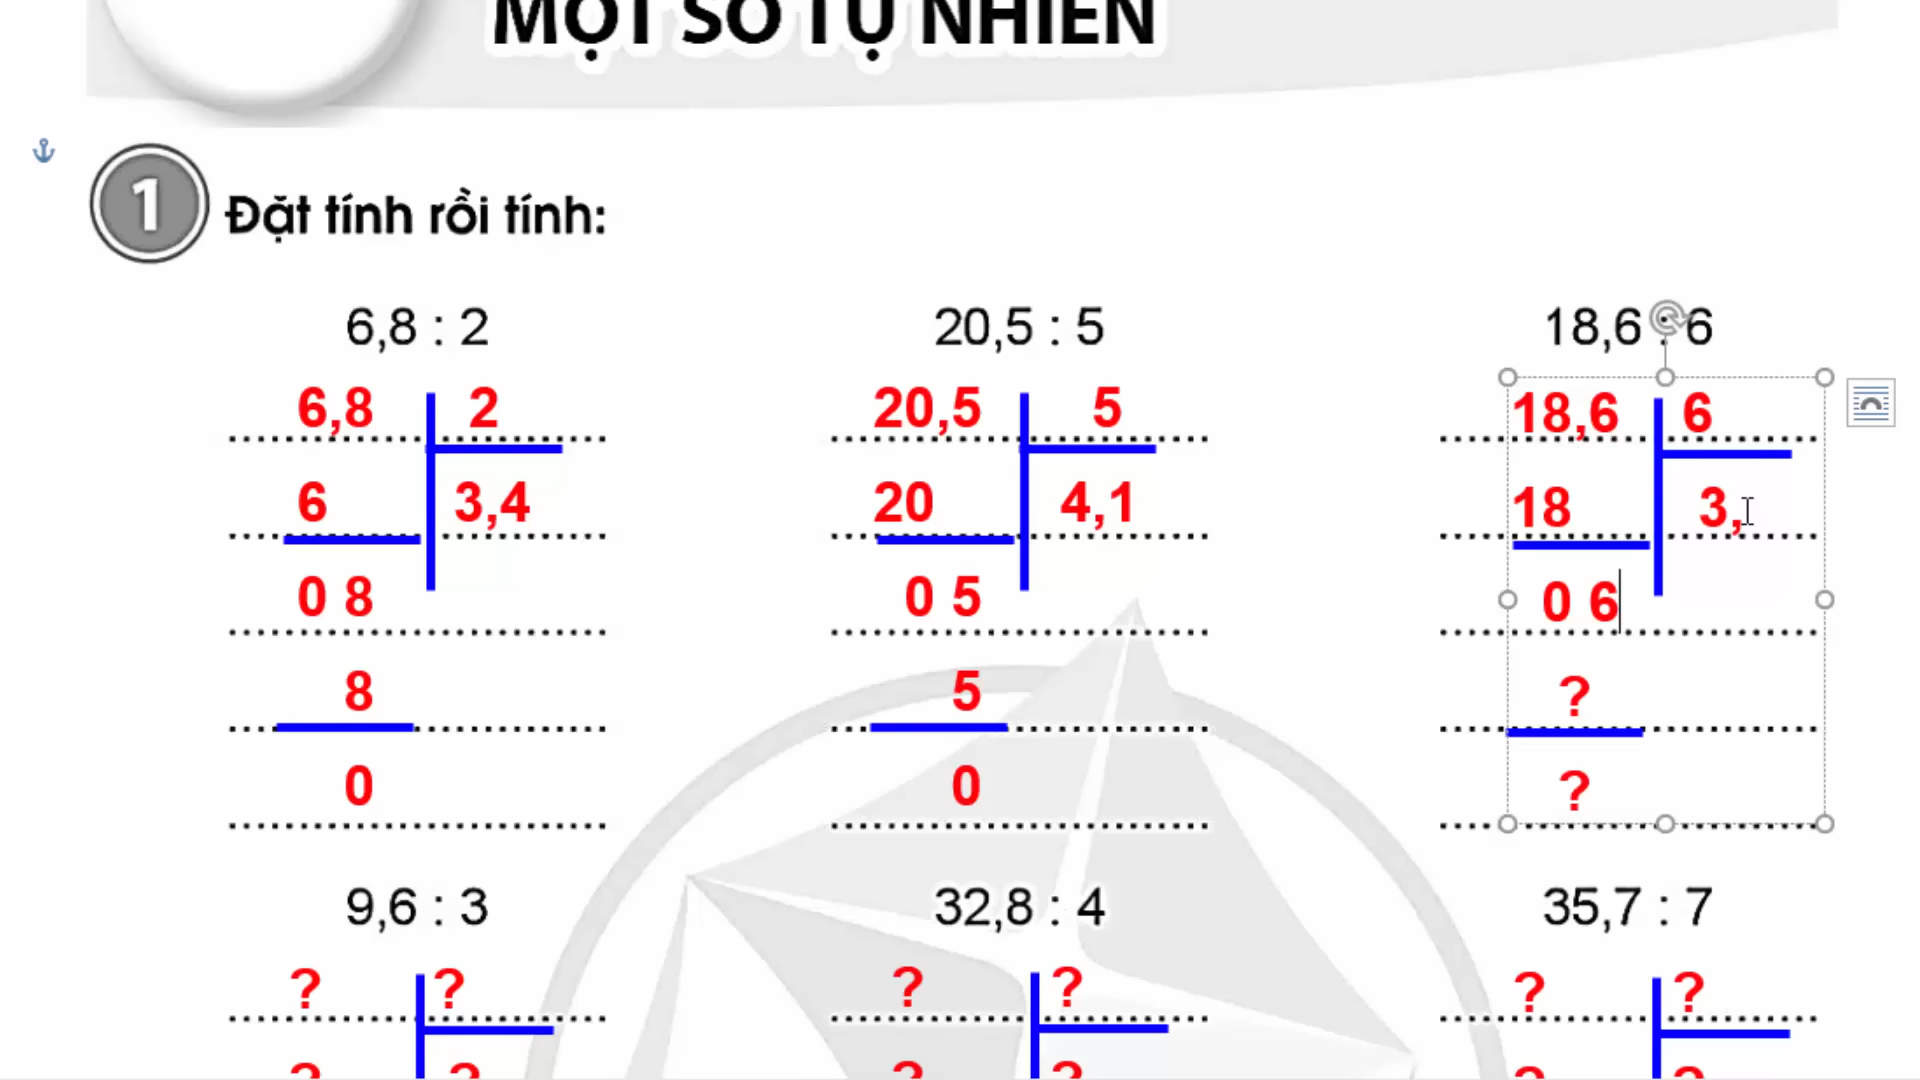 MỘT SỐ TỰ NHIÊN
1 Đặt tính rồi tính:
6,8 : 2
20,5 : 5
18,6 : 6
6,8 2
20,5 5
18,6 6
6 3,4
20 4,1
18 3,
0 8
0 5
0 6
8
5
?
0
0
?
9,6 : 3
32,8 : 4
35,7 : 7
? ?
? ?
? ?
? ?
? ?
? ?